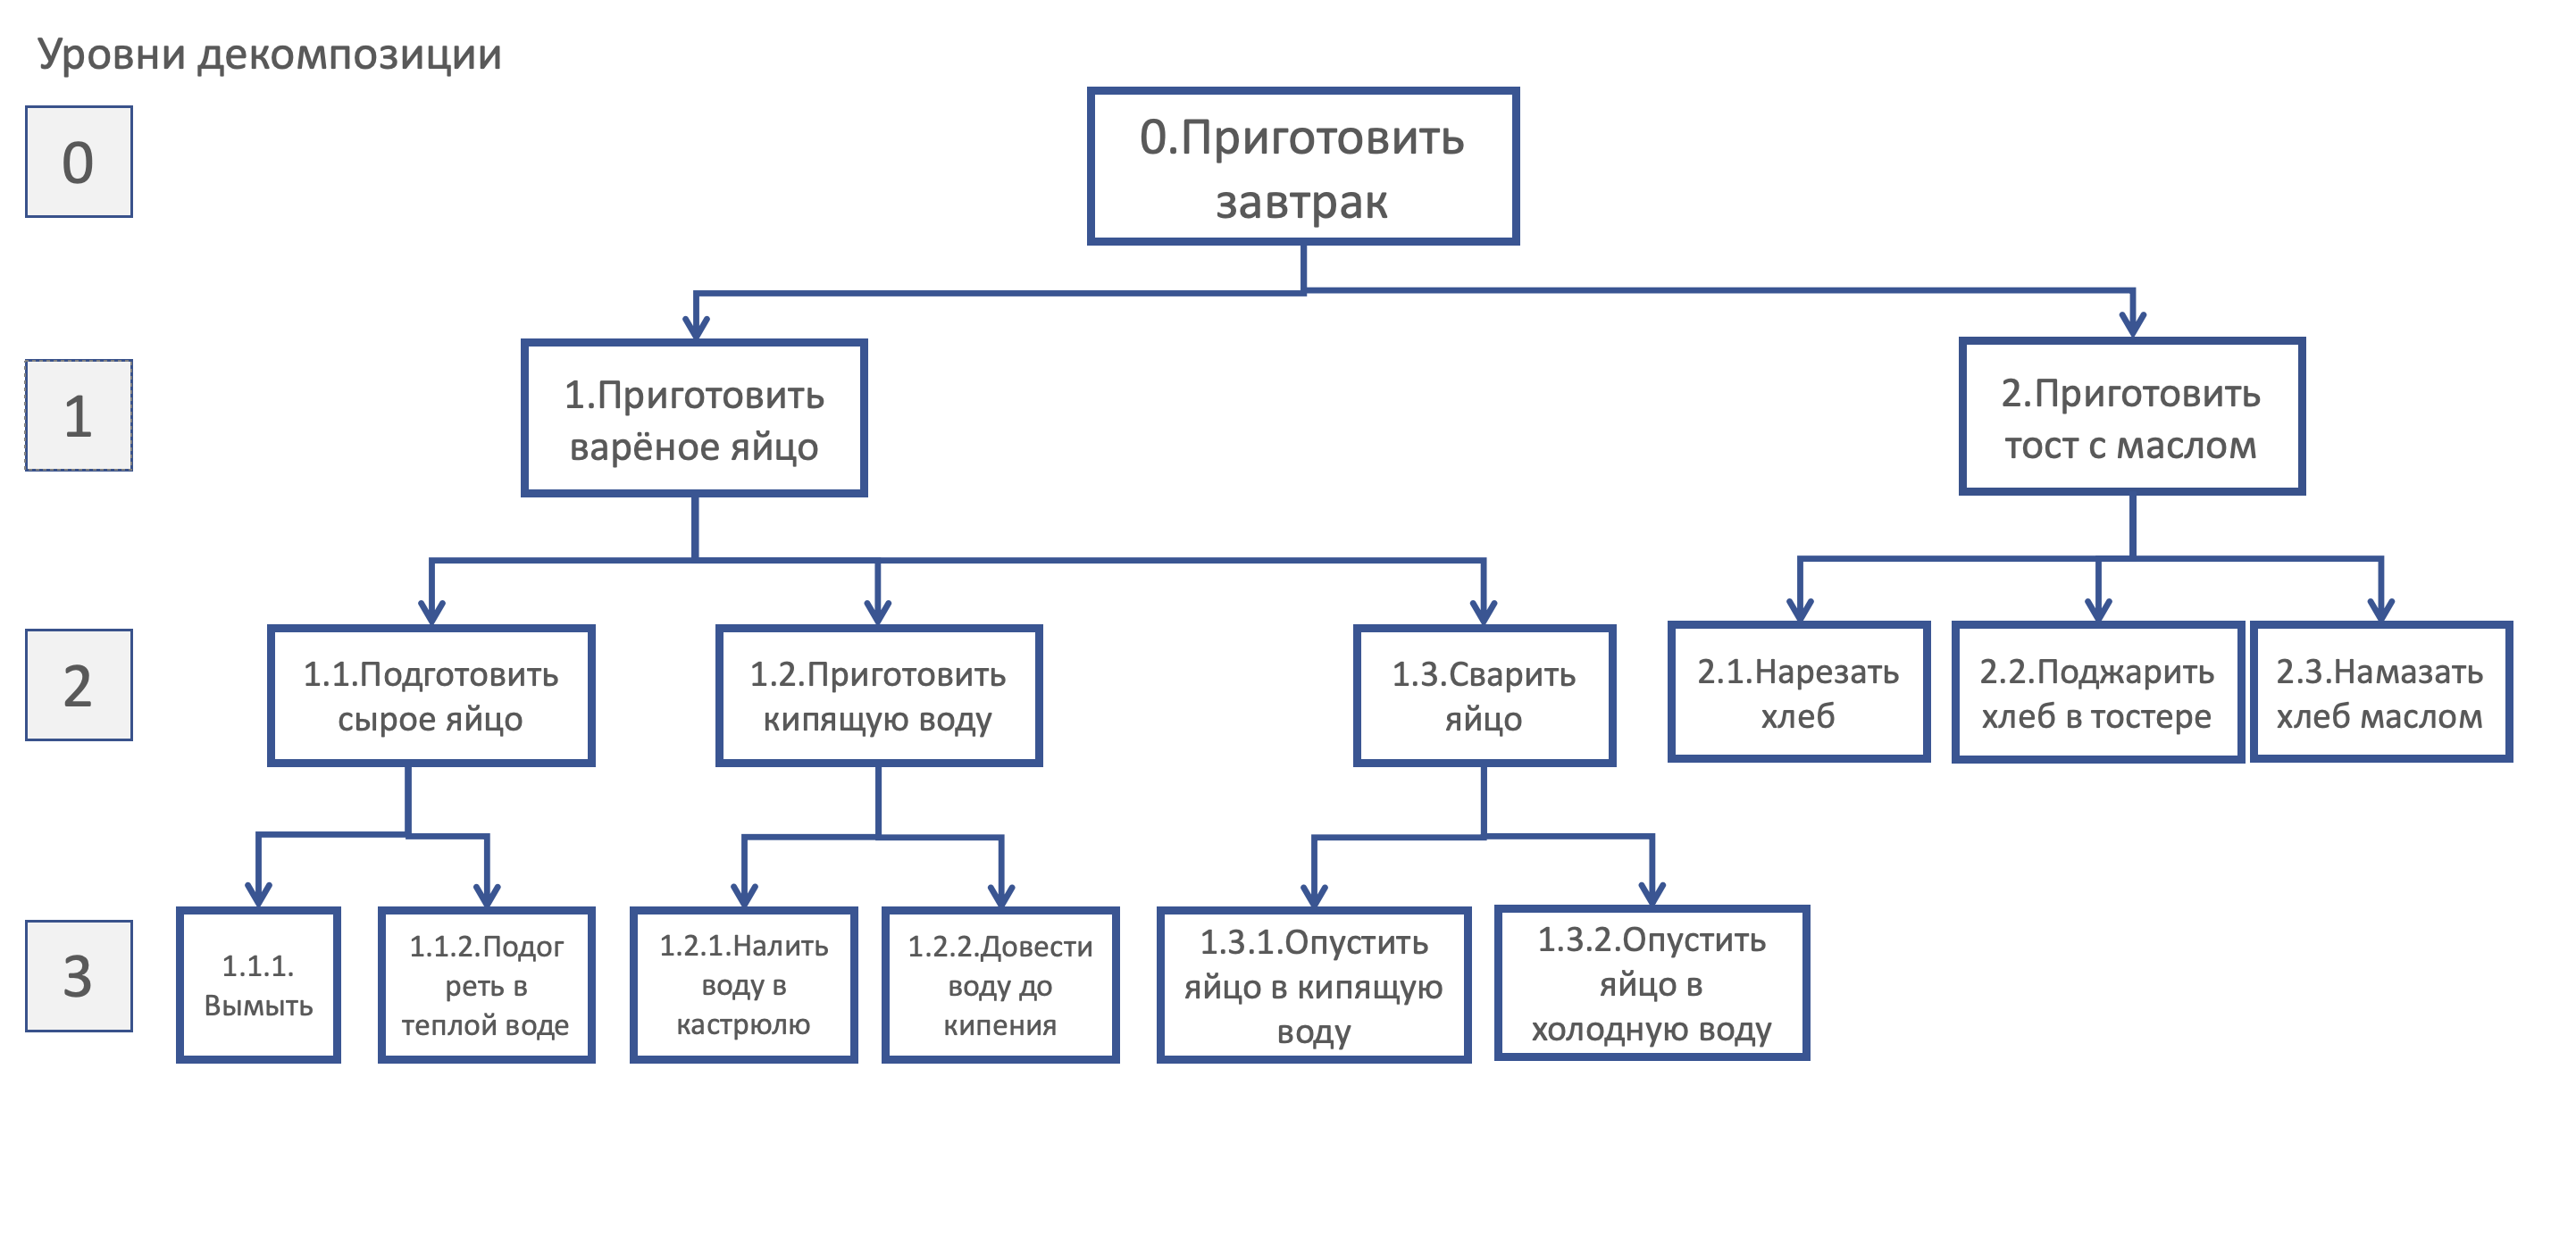 Уровни декомпозиции
0
0.Приготовить
завтрак
1
1.Приготовить
варёное яйцо
2.Приготовить
тост с маслом
2
1.1.Подготовить
сырое яйцо
1.2.Приготовить
кипящую воду
1.3.Сварить
яйцо
2.1.Нарезать
хлеб
2.2.Поджарить
хлеб в тостере
2.3.Намазать
хлеб маслом
3
1.1.1.
Вымыть
1.1.2.Подог
реть в
теплой воде
1.2.1.Налить
воду в
кастрюлю
1.2.2.Довести
воду до
кипения
1.3.1.Опустить
яйцо в кипящую
воду
1.3.2.Опустить
яйцо в
холодную воду